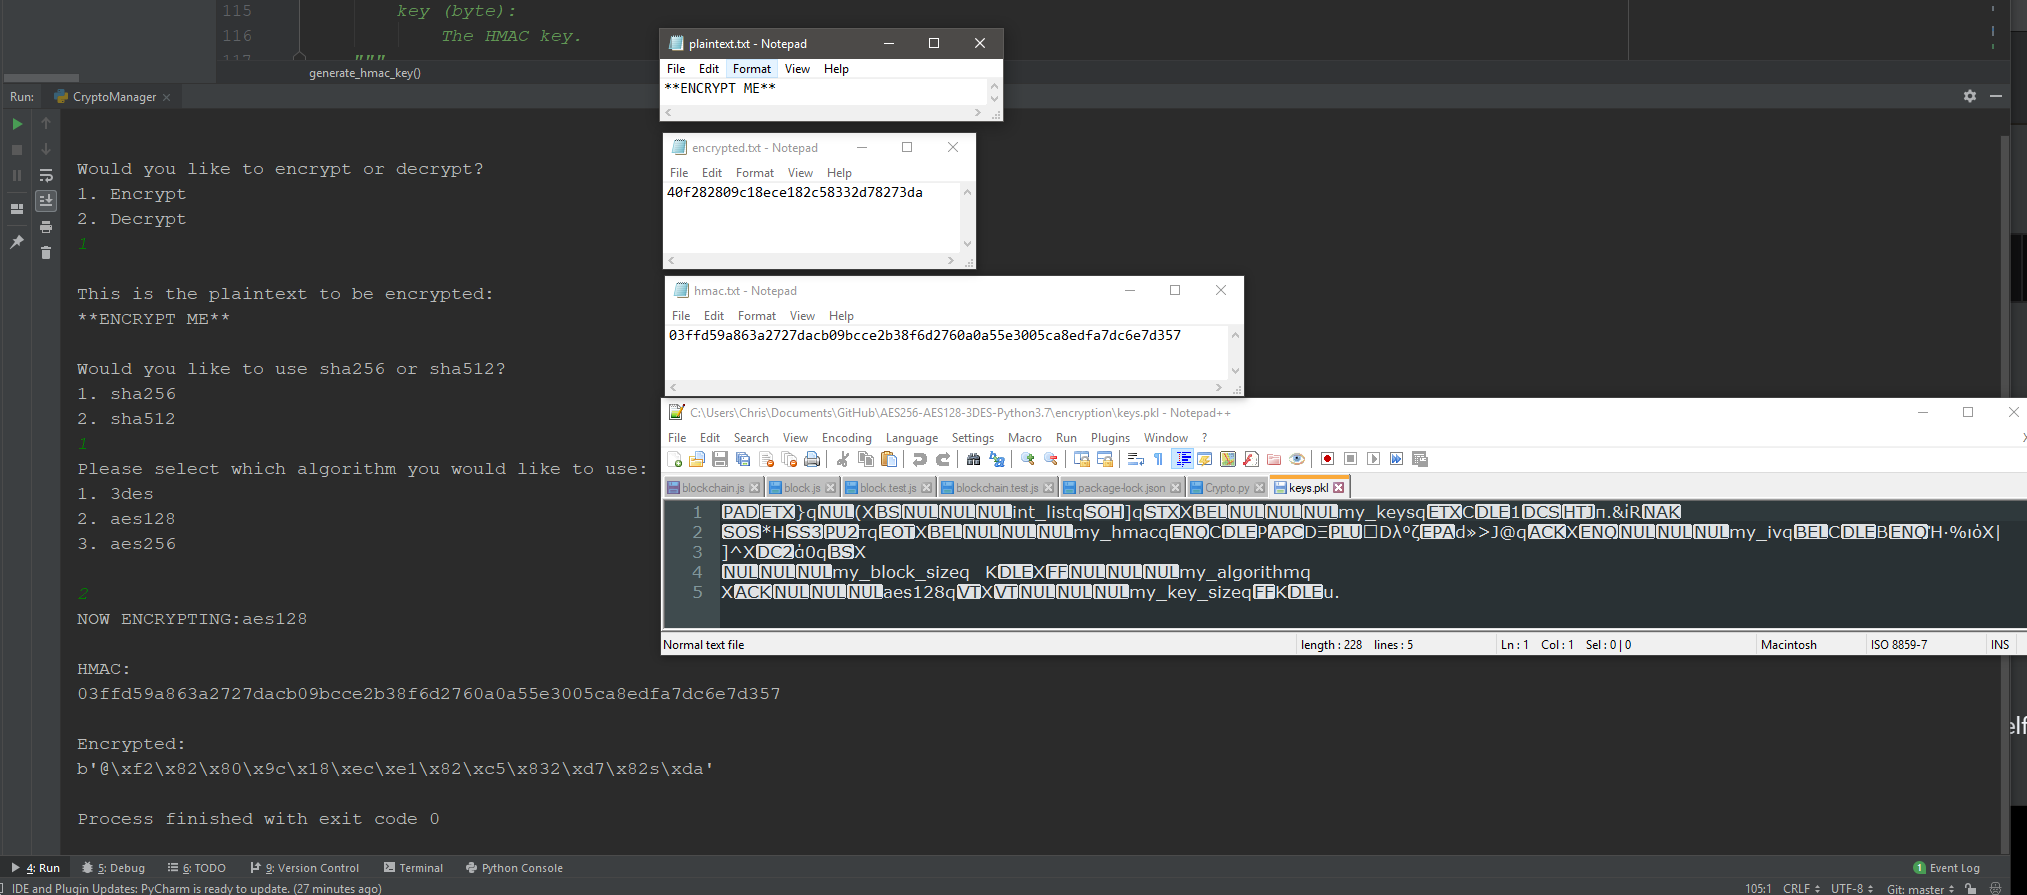 115
key (byte):
116
The HMAC key.
117
"""
generate_hmac_key()
Run:
CryptoManager
Would you like to encrypt or decrypt?
1. Encrypt
2. Decrypt
1
This is the plaintext to be encrypted:
**ENCRYPT ME**
Would you like to use sha256 or sha512?
1. sha256
2. sha512
1
Please select which algorithm you would like to use:
1. 3des
2. aes128
3. aes256
2
NOW ENCRYPTING:aes128
HMAC:
03ffd59a863a2727dacb09bcce2b38f6d2760a0a55e3005ca8edfa7dc6e7d357
Encrypted:
b'@\xf2\x82\x80\x9c\x18\xec\xe1\x82\xc5\x832\xd7\x82s\xda'
Process finished with exit code 0
plaintext.txt - Notepad
File Edit Format View Help
**ENCRYPT ME**
encrypted.txt - Notepad
File Edit Format View Help
40f282809c18ece182c58332d78273da
hmac.txt - Notepad
File Edit Format View Help
03ffd59a863a2727dacb09bcce2b38f6d2760a0a55e3005ca8edfa7dc6e7d357
C:\Users\Chris\Documents\GitHub\AES256-AES128-3DES-Python3.7\encryption\keys.pkl - Notepad++
File Edit Search View Encoding Language Settings Macro Run Plugins Window ?
blockchain.js block.js block.test.js blockchain.test.js package-lock.json Crypto.py keys.pkl
1 PADETX}qNUL(XBSNULNULNULint_listqSOH]qSTXXBELNULNULNULmy_keysqETXCDLE1DCSHTJπ.&iRNAK
2 SOS*HSS3PU2τqEOTXBELNULNULNULmy_hmacqENQCDLEPAPCDΞPLU□DλºζEPAd»>J@qACKXENQNULNULNULmy_ivqBELCDLEBENQΉ·%ιόX|
3 ]^XDC2ά0qBSX
4 NULNULNULmy_block_sizeq KDLEXFFNULNULNULmy_algorithmq
5 XACKNULNULNULaes128qVTXVTNULNULNULmy_key_sizeqFFKDLEu.
Normal text file
length : 228 lines : 5
Ln : 1 Col : 1 Sel : 0 | 0
Macintosh
ISO 8859-7
INS
elf
4: Run 5: Debug 6: TODO 9: Version Control Terminal Python Console
1 Event Log
IDE and Plugin Updates: PyCharm is ready to update. (27 minutes ago)
105:1 CRLF UTF-8 Git: master